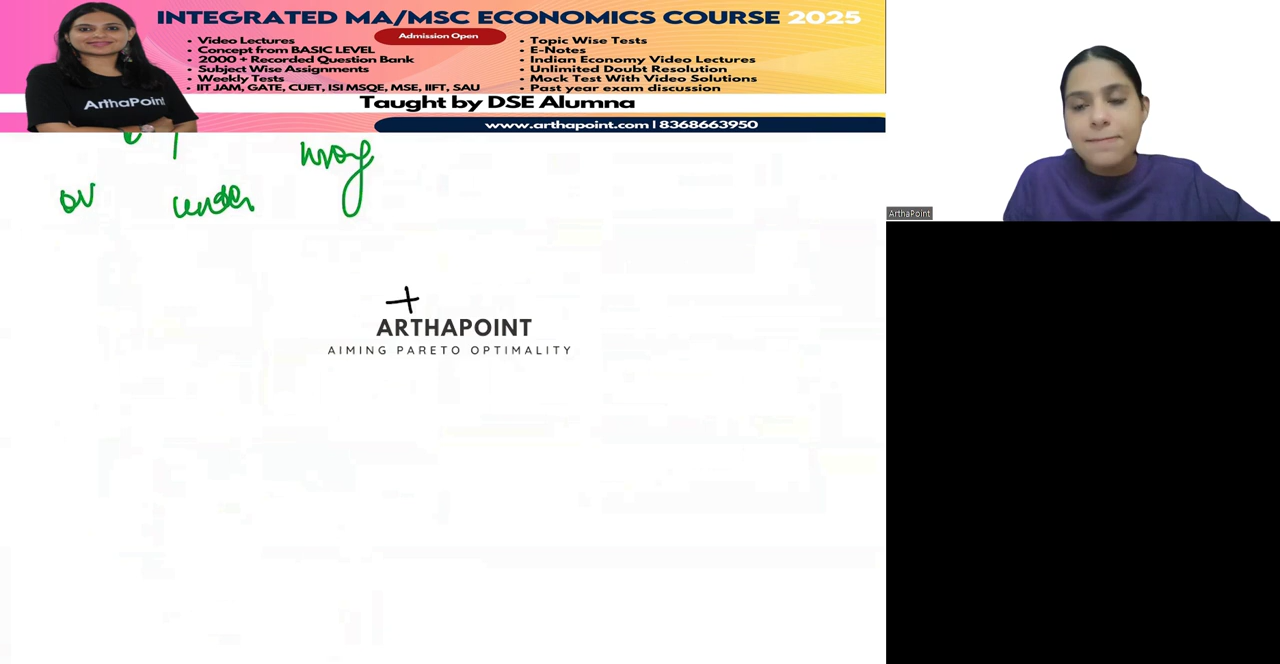 INTEGRATED MA/MSC ECONOMICS COURSE 2025
Admission Open
• Video Lectures
• Concept from BASIC LEVEL
• 2000 + Recorded Question Bank
• Subject Wise Assignments
• Weekly Tests
• IIT JAM, GATE, CUET, ISI MSQE, MSE, IIFT, SAU
• Topic Wise Tests
• E-Notes
• Indian Economy Video Lectures
• Unlimited Doubt Resolution
• Mock Test With Video Solutions
• Past year exam discussion
ArthaPoint
Taught by DSE Alumna
www.arthapoint.com | 8368663950
under
+
ARTHAPOINT
AIMING PARETO OPTIMALITY
ArthaPoint